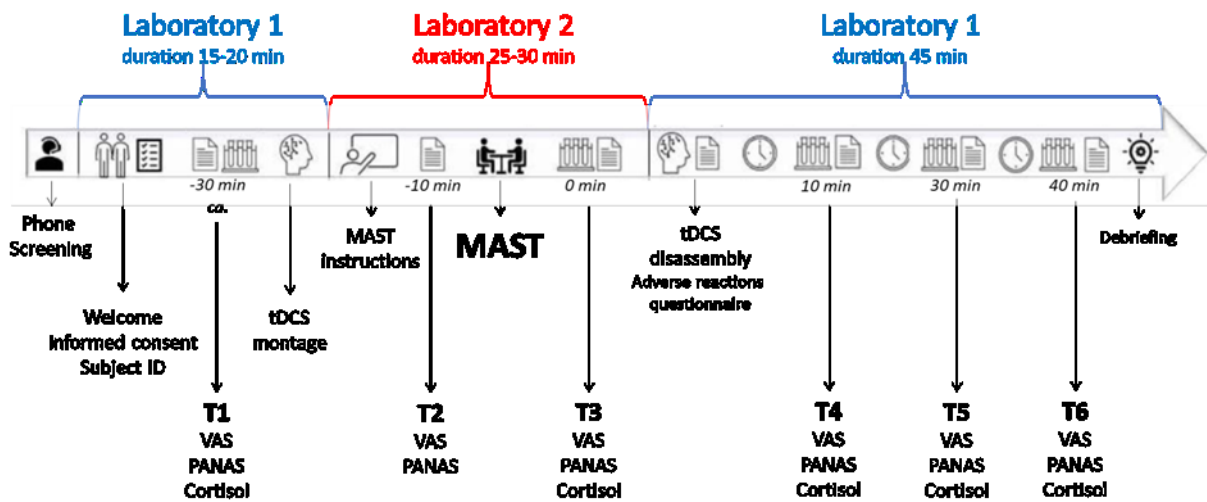 Laboratory 1
duration 15-20 min
Laboratory 2
duration 25-30 min
Laboratory 1
duration 45 min
-30 min
ca.
-10 min
0 min
10 min
30 min
40 min
Phone
Screening
Welcome
Informed consent
Subject ID
tDCS
montage
MAST
instructions
MAST
tDCS
disassembly
Adverse reactions
questionnaire
Debriefing
T1
VAS
PANAS
Cortisol
T2
VAS
PANAS
T3
VAS
PANAS
Cortisol
T4
VAS
PANAS
Cortisol
T5
VAS
PANAS
Cortisol
T6
VAS
PANAS
Cortisol